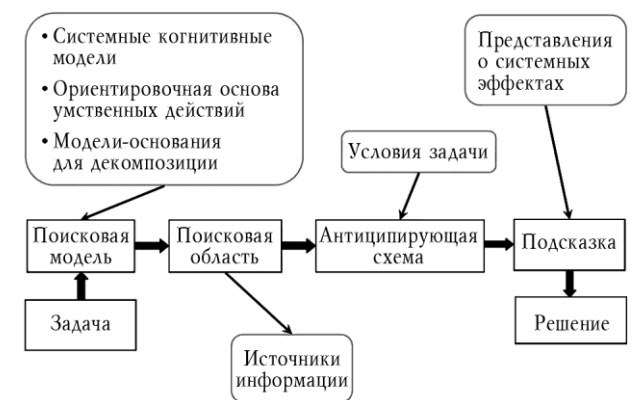 • Системные когнитивные
модели
• Ориентировочная основа
умственных действий
• Модели-основания
для декомпозиции
Представления
о системных
эффектах
Условия задачи
Поисковая
модель
Поисковая
область
Антиципирующая
схема
Подсказка
Задача
Решение
Источники
информации